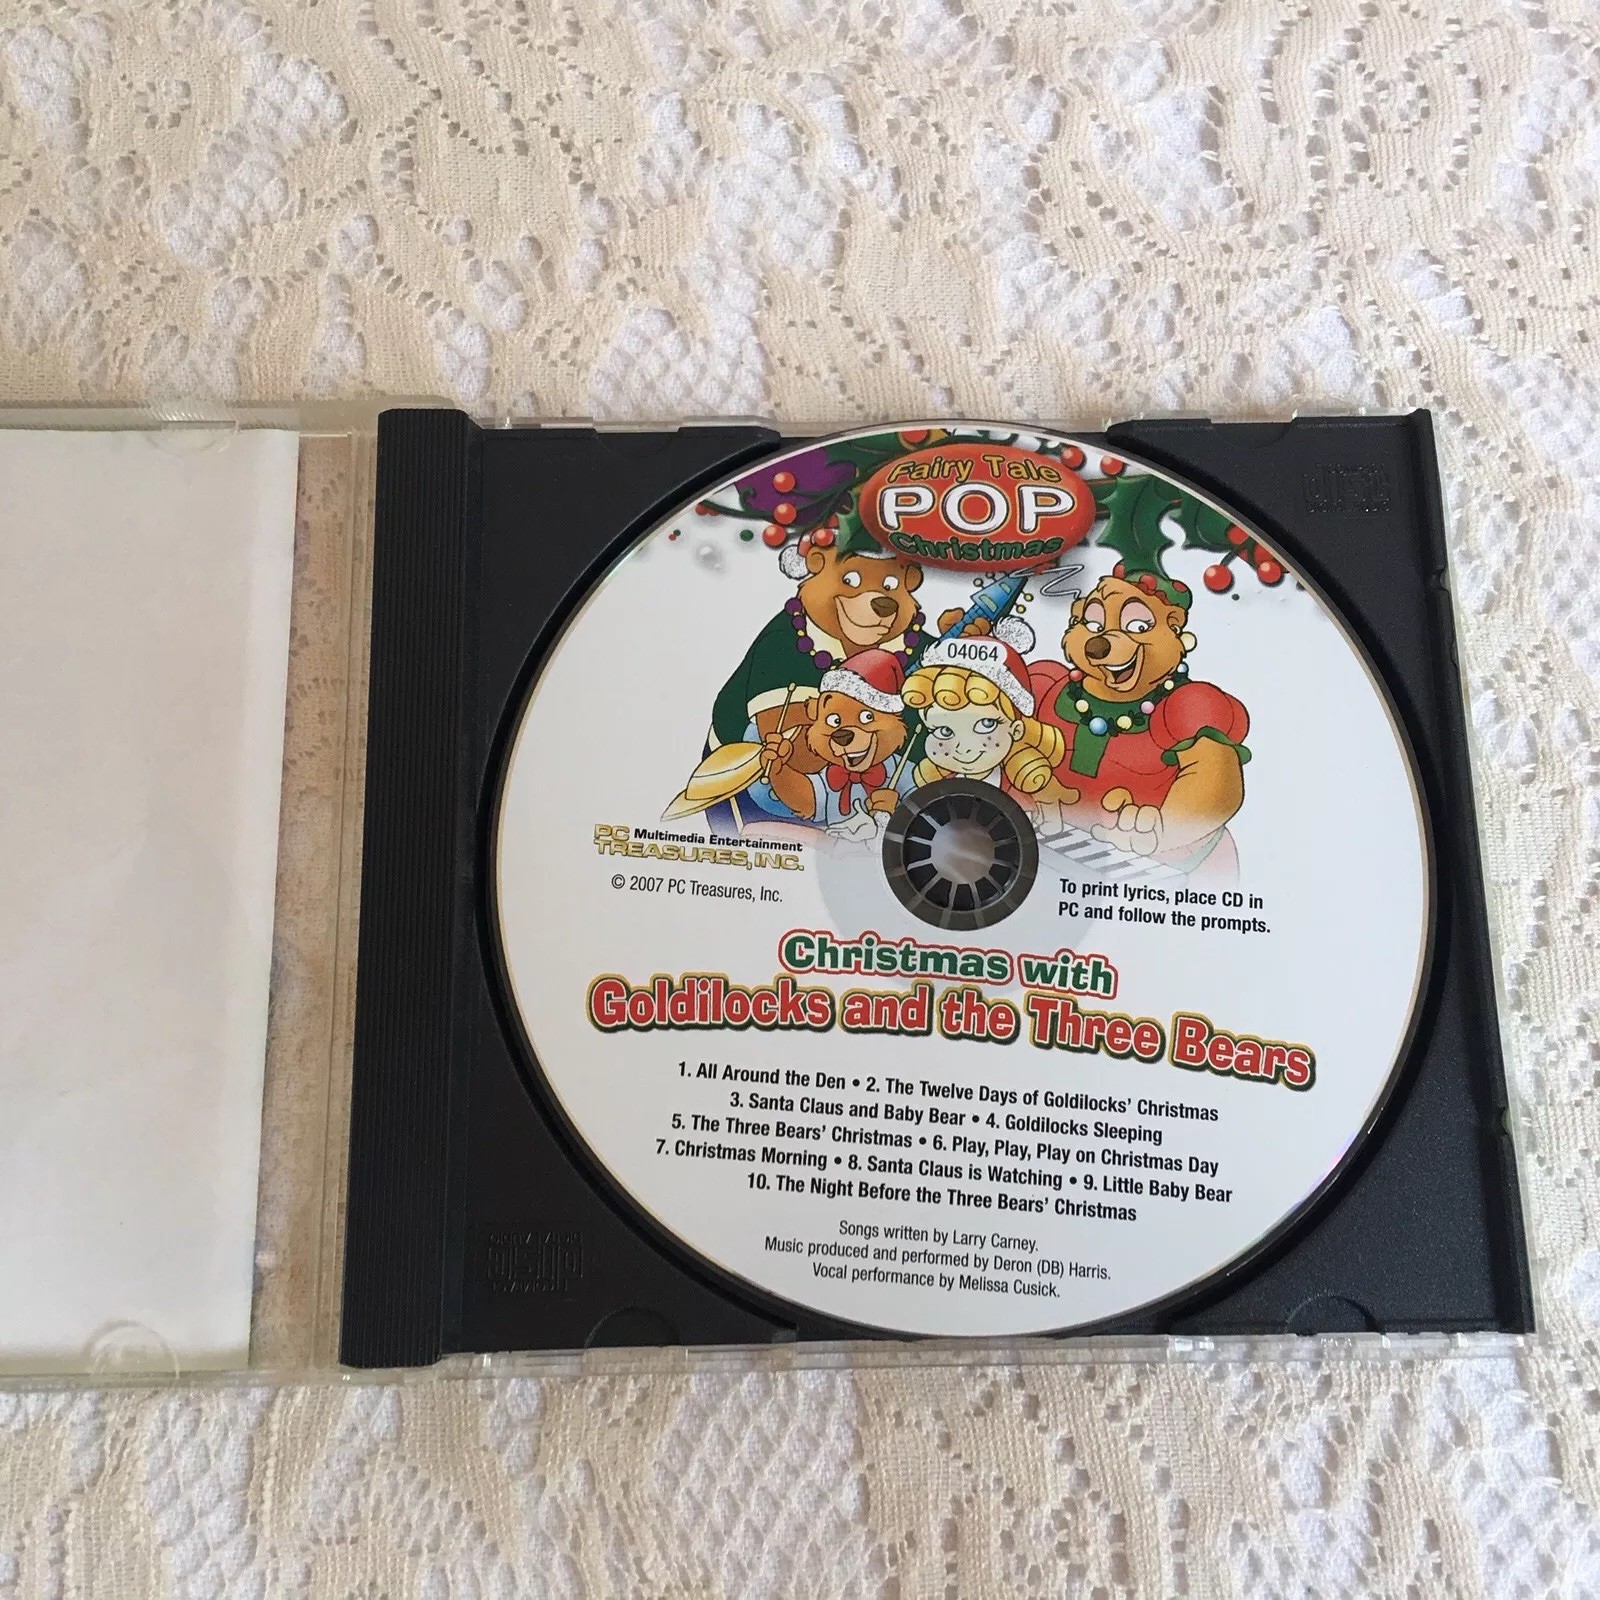 Fairy Tale
POP
Christmas
04064
PC Multimedia Entertainment
TREASURES, INC.
© 2007 PC Treasures, Inc.
To print lyrics, place CD in
PC and follow the prompts.
Christmas with
Goldilocks and the Three Bears
1. All Around the Den • 2. The Twelve Days of Goldilocks' Christmas
3. Santa Claus and Baby Bear • 4. Goldilocks Sleeping
5. The Three Bears' Christmas • 6. Play, Play, Play on Christmas Day
7. Christmas Morning • 8. Santa Claus is Watching • 9. Little Baby Bear
10. The Night Before the Three Bears' Christmas
Songs written by Larry Carney.
Music produced and performed by Deron (DB) Harris.
Vocal performance by Melissa Cusick.